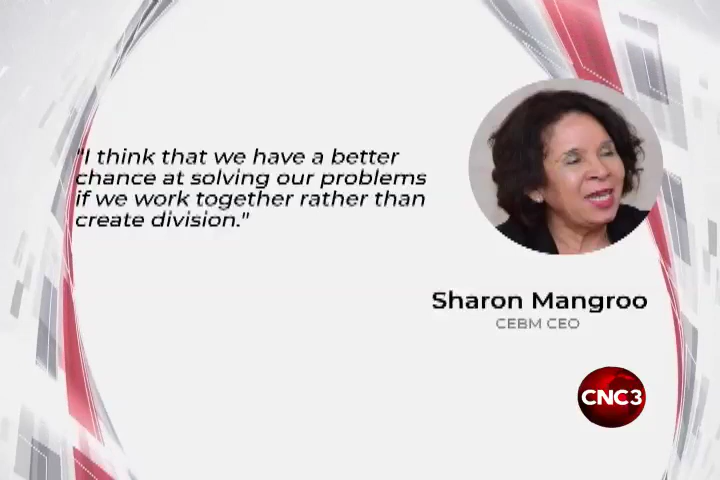 "I think that we have a better
chance at solving our problems
if we work together rather than
create division."
Sharon Mangroo
CEBM CEO
CNC3